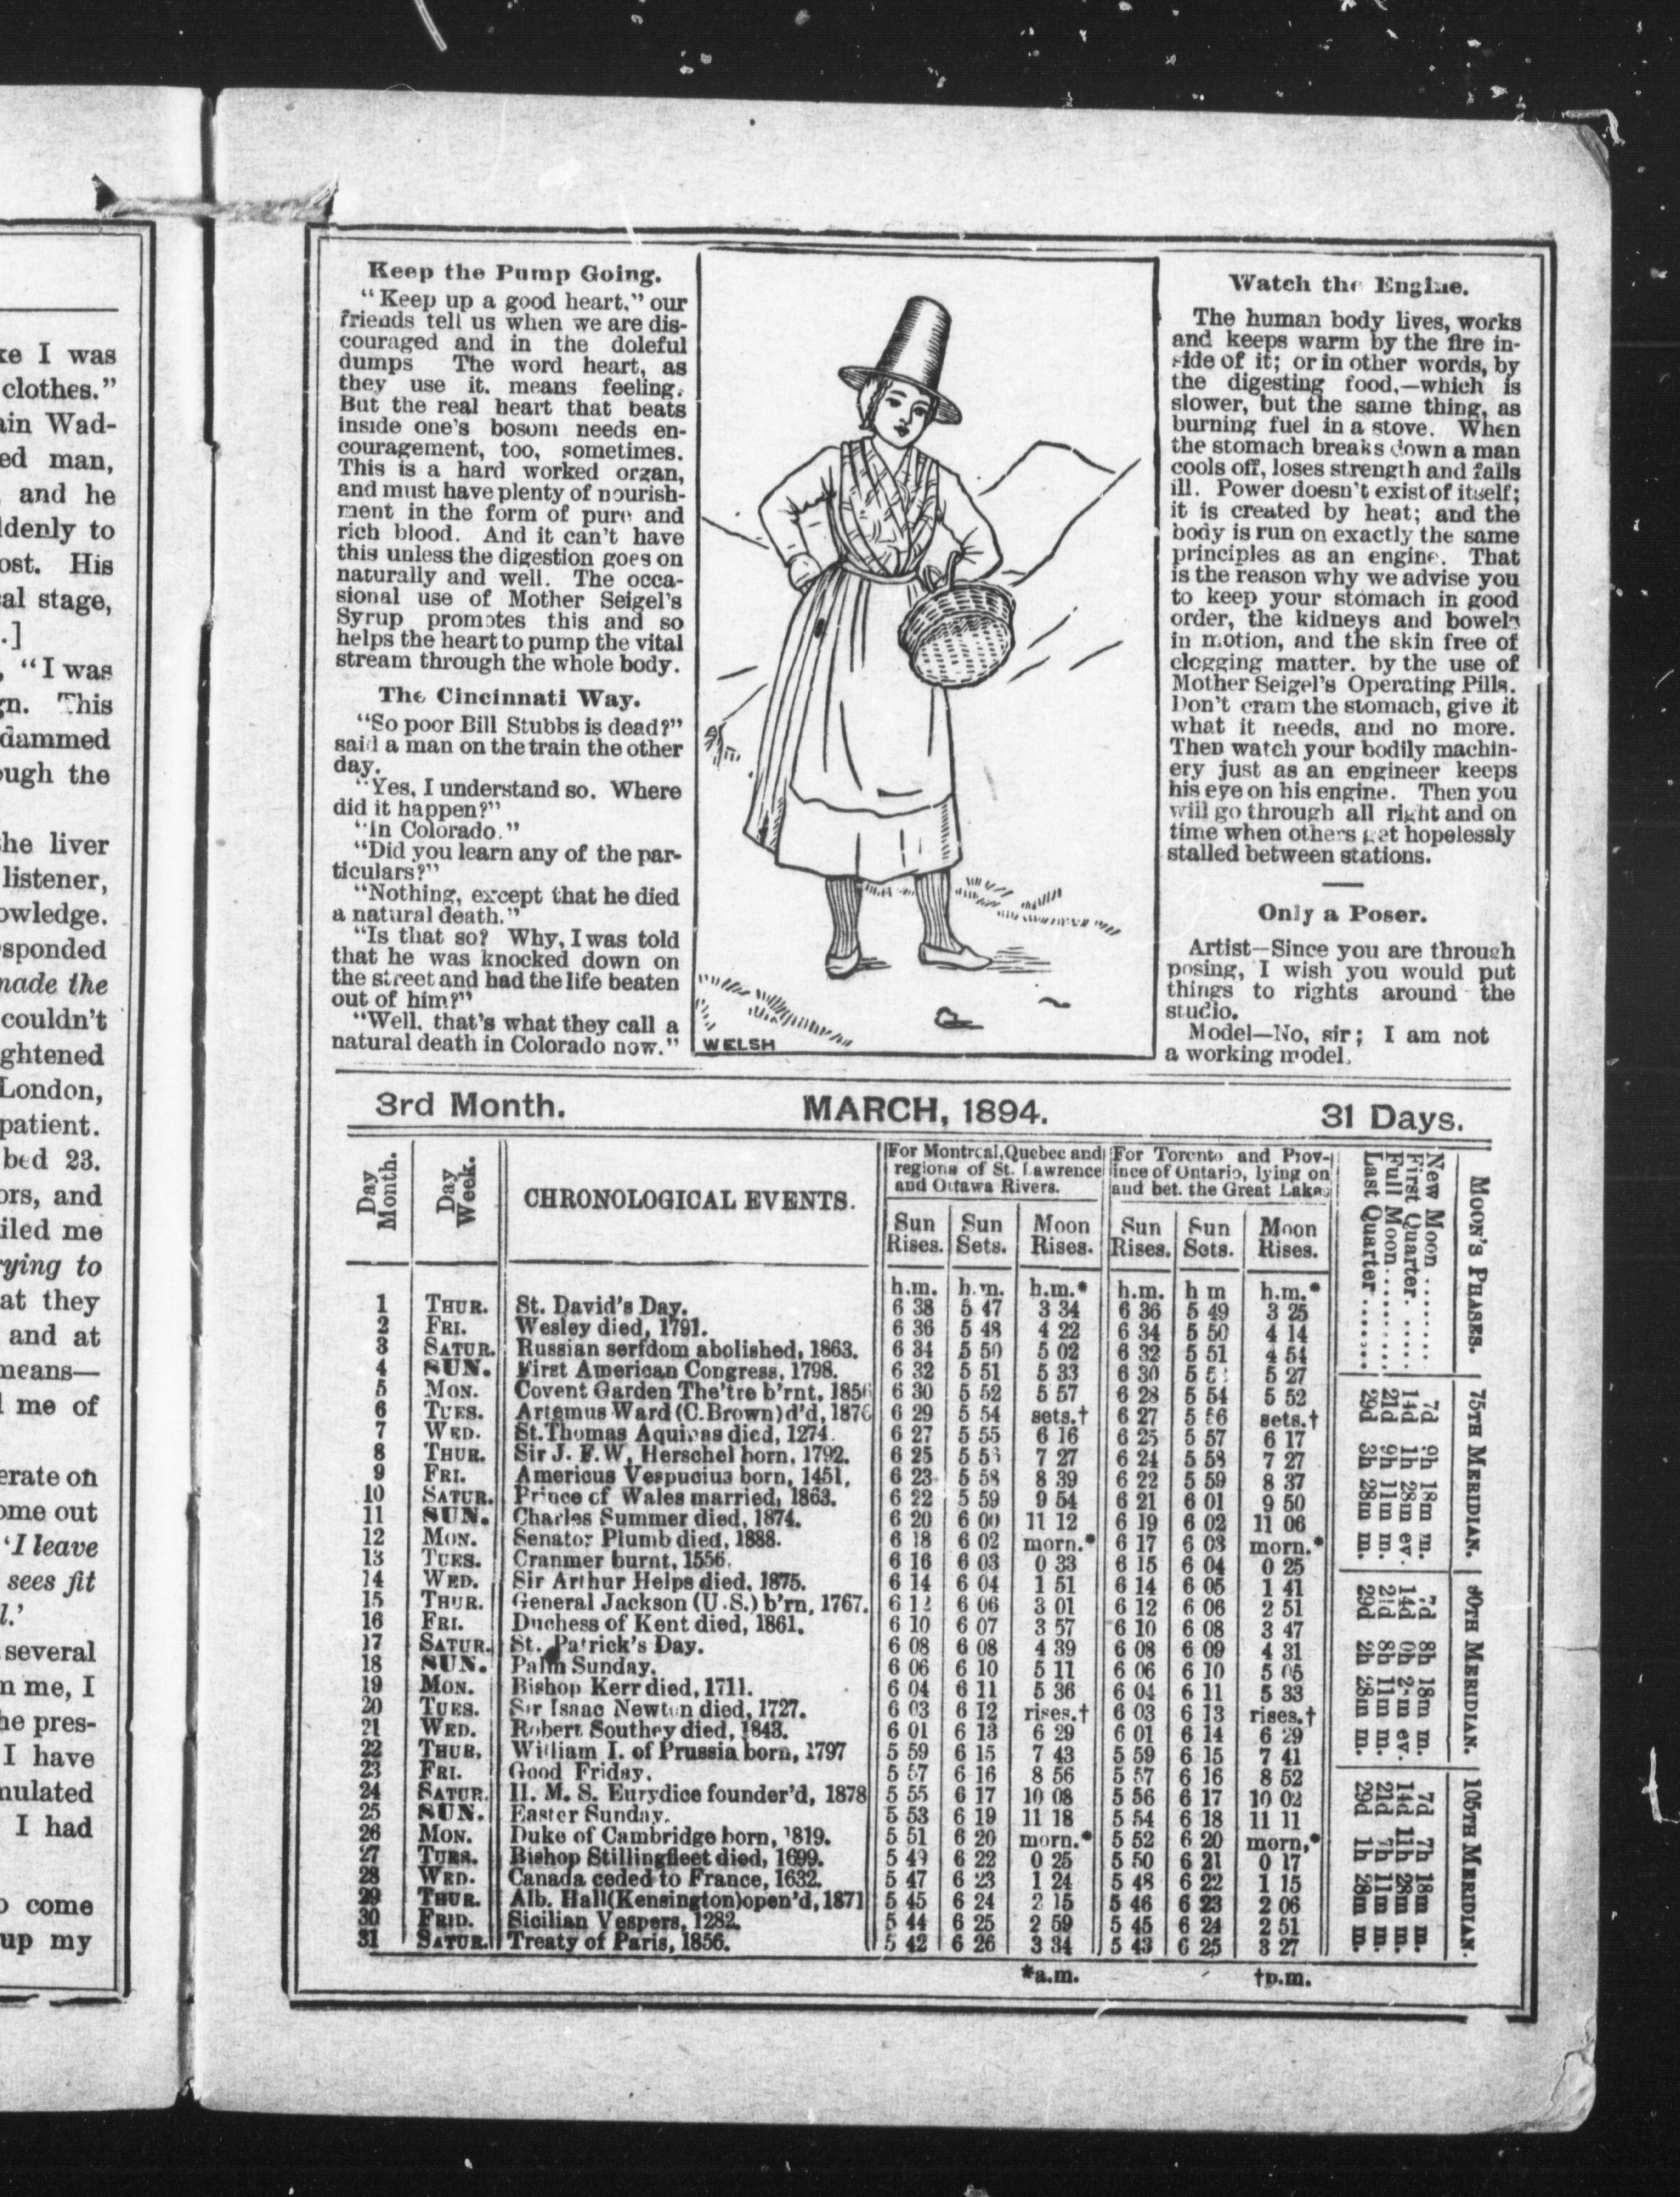 ke I was
clothes."
ain Wad-
ed man,
and he
ldenly to
ost. His
al stage,
.]
, "I was
gn. This
dammed
ough the
he liver
listener,
owledge.
sponded
made the
couldn't
ghtened
London,
patient.
bed 23.
ors, and
iled me
rying to
at they
and at
means—
l me of
erate on
ome out
'I leave
sees fit
l.'
several
n me, I
he pres-
I have
mulated
I had
o come
up my
Keep the Pump Going.
"Keep up a good heart," our
friends tell us when we are dis-
couraged and in the doleful
dumps The word heart, as
they use it, means feeling.
But the real heart that beats
inside one's bosom needs en-
couragement, too, sometimes.
This is a hard worked organ,
and must have plenty of nourish-
ment in the form of pure and
rich blood. And it can't have
this unless the digestion goes on
naturally and well. The occa-
sional use of Mother Seigel's
Syrup promotes this and so
helps the heart to pump the vital
stream through the whole body.
The Cincinnati Way.
"So poor Bill Stubbs is dead?"
said a man on the train the other
day.
"Yes, I understand so. Where
did it happen?"
"In Colorado."
"Did you learn any of the par-
ticulars?"
"Nothing, except that he died
a natural death."
"Is that so? Why, I was told
that he was knocked down on
the street and had the life beaten
out of him?"
"Well, that's what they call a
natural death in Colorado now."
WELSH
Watch the Engine.
The human body lives, works
and keeps warm by the fire in-
side of it; or in other words, by
the digesting food,—which is
slower, but the same thing, as
burning fuel in a stove. When
the stomach breaks down a man
cools off, loses strength and falls
ill. Power doesn't exist of itself;
it is created by heat; and the
body is run on exactly the same
principles as an engine. That
is the reason why we advise you
to keep your stomach in good
order, the kidneys and bowels
in motion, and the skin free of
clogging matter, by the use of
Mother Seigel's Operating Pills.
Don't cram the stomach, give it
what it needs, and no more.
Then watch your bodily machin-
ery just as an engineer keeps
his eye on his engine. Then you
will go through all right and on
time when others get hopelessly
stalled between stations.
Only a Poser.
Artist—Since you are through
posing, I wish you would put
things to rights around the
studio.
Model—No, sir; I am not
a working model.
3rd Month. MARCH, 1894. 31 Days.
Day Month.
Day Week.
CHRONOLOGICAL EVENTS.
For Montreal, Quebec and
regions of St. Lawrence
and Ottawa Rivers.
For Toronto and Prov-
ince of Ontario, lying on
and bet. the Great Lakes
Sun Rises. Sun Sets. Moon Rises. Sun Rises. Sun Sets. Moon Rises.
h.m. h.m. h.m.* h.m. h m h.m.*
1 THUR. St. David's Day. 6 38 5 47 3 34 6 36 5 49 3 25
2 FRI. Wesley died, 1791. 6 36 5 48 4 22 6 34 5 50 4 14
3 SATUR. Russian serfdom abolished, 1863. 6 34 5 50 5 02 6 32 5 51 4 54
4 SUN. First American Congress, 1798. 6 32 5 51 5 33 6 30 5 27
5 MON. Covent Garden The'tre b'rnt, 1856 6 30 5 52 5 57 6 28 5 54 5 52
6 TUES. Artemus Ward (C. Brown) d'd, 1876 6 29 5 54 sets.† 6 27 5 56 sets.†
7 WED. St. Thomas Aquinas died, 1274. 6 27 5 55 6 16 6 25 5 57 6 17
8 THUR. Sir J. F. W. Herschel born, 1792. 6 25 5 56 7 27 6 24 5 58 7 27
9 FRI. Americus Vespucius born, 1451. 6 23 5 58 8 39 6 22 5 59 8 37
10 SATUR. Prince of Wales married, 1863. 6 22 5 59 9 54 6 21 6 01 9 50
11 SUN. Charles Summer died, 1874. 6 20 6 00 11 12 6 19 6 02 11 06
12 MON. Senator Plumb died, 1888. 6 18 6 02 morn.* 6 17 6 03 morn.*
13 TUES. Cranmer burnt, 1556. 6 16 6 03 0 33 6 15 6 04 0 25
14 WED. Sir Arthur Helps died, 1875. 6 14 6 04 1 51 6 14 6 05 1 41
15 THUR. General Jackson (U.S.) b'rn, 1767. 6 12 6 06 3 01 6 12 6 06 2 51
16 FRI. Duchess of Kent died, 1861. 6 10 6 07 3 57 6 10 6 08 3 47
17 SATUR. St. Patrick's Day. 6 08 6 08 4 39 6 08 6 09 4 31
18 SUN. Palm Sunday. 6 06 6 10 5 11 6 06 6 10 5 05
19 MON. Bishop Kerr died, 1711. 6 04 6 11 5 36 6 04 6 11 5 33
20 TUES. Sir Isaac Newton died, 1727. 6 03 6 12 rises.† 6 03 6 13 rises.†
21 WED. Robert Southey died, 1843. 6 01 6 13 6 29 6 01 6 14 6 29
22 THUR. William I. of Prussia born, 1797 5 59 6 15 7 43 5 59 6 15 7 41
23 FRI. Good Friday. 5 57 6 16 8 56 5 57 6 16 8 52
24 SATUR. H. M. S. Eurydice founder'd, 1878 5 55 6 17 10 08 5 56 6 17 10 02
25 SUN. Easter Sunday. 5 53 6 19 11 18 5 54 6 18 11 11
26 MON. Duke of Cambridge born, 1819. 5 51 6 20 morn.* 5 52 6 20 morn.*
27 TUES. Bishop Stillingfleet died, 1699. 5 49 6 22 0 25 5 50 6 21 0 17
28 WED. Canada ceded to France, 1632. 5 47 6 23 1 24 5 48 6 22 1 15
29 THUR. Alb. Hall (Kensington) open'd, 1871 5 45 6 24 2 15 5 46 6 23 2 06
30 FRID. Sicilian Vespers, 1282. 5 44 6 25 2 59 5 45 6 24 2 51
31 SATUR. Treaty of Paris, 1856. 5 42 6 26 3 34 5 43 6 25 3 27
*a.m. †p.m.
MOON'S PHASES. 75TH MERIDIAN. 90TH MERIDIAN. 105TH MERIDIAN.
New Moon ........ 7d 9h 18m m. 7d 8h 18m m. 7d 7h 18m m.
First Quarter. ..... 14d 1h 28m ev. 14d 0h m ev. 14d 11h 28m m.
Full Moon........ 21d 9h 11m m. 21d 8h 11m m. 21d 7h 11m m.
Last Quarter ...... 29d 3h 28m m. 29d 2h 28m m. 29d 1h 28m m.